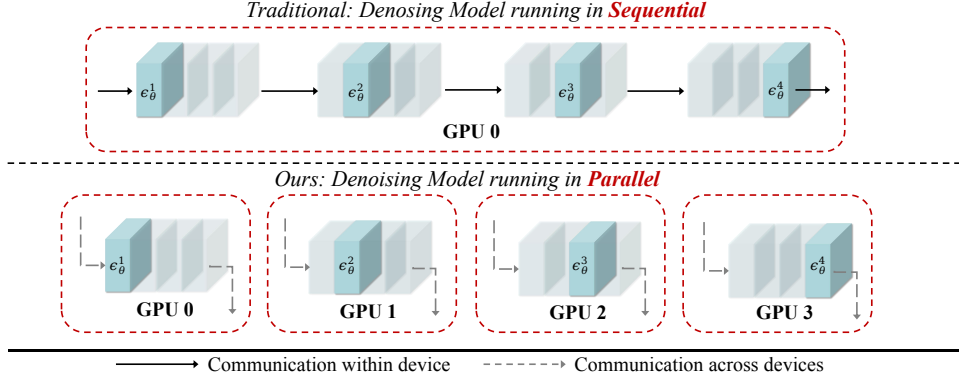 Traditional: Denosing Model running in Sequential
ϵ_θ^1 ϵ_θ^2 ϵ_θ^3 ϵ_θ^4
GPU 0
Ours: Denoising Model running in Parallel
ϵ_θ^1 ϵ_θ^2 ϵ_θ^3 ϵ_θ^4
GPU 0 GPU 1 GPU 2 GPU 3
Communication within device Communication across devices